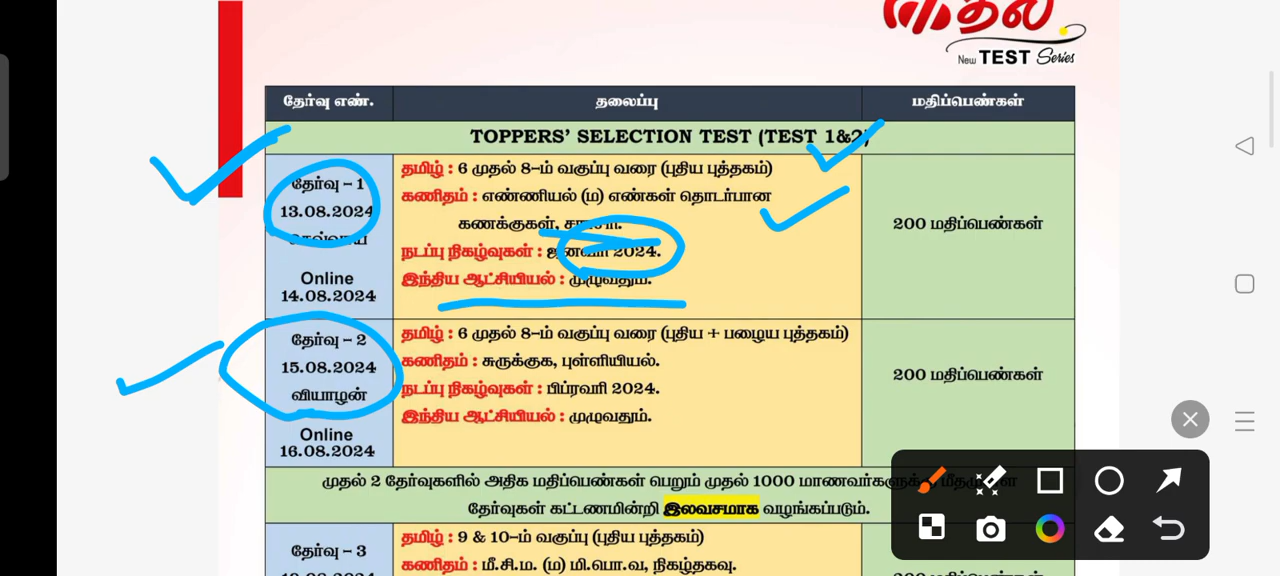 முதல்
New TEST Series
தேர்வு எண். தலைப்பு மதிப்பெண்கள்
TOPPERS' SELECTION TEST (TEST 1&2)
தேர்வு – 1
13.08.2024
செவ்வாய்
Online
14.08.2024
தமிழ் : 6 முதல் 8-ம் வகுப்பு வரை (புதிய புத்தகம்)
கணிதம் : எண்ணியல் (ம) எண்கள் தொடர்பான
கணக்குகள், சராசரி.
நடப்பு நிகழ்வுகள் : ஜனவரி 2024.
இந்திய ஆட்சியியல் : முழுவதும்.
200 மதிப்பெண்கள்
தேர்வு – 2
15.08.2024
வியாழன்
Online
16.08.2024
தமிழ் : 6 முதல் 8-ம் வகுப்பு வரை (புதிய + பழைய புத்தகம்)
கணிதம் : சுருக்குக, புள்ளியியல்.
நடப்பு நிகழ்வுகள் : பிப்ரவரி 2024.
இந்திய ஆட்சியியல் : முழுவதும்.
200 மதிப்பெண்கள்
முதல் 2 தேர்வுகளில் அதிக மதிப்பெண்கள் பெறும் முதல் 1000 மாணவர்களுக்கு மீதமுள்ள
தேர்வுகள் கட்டணமின்றி இலவசமாக வழங்கப்படும்.
தேர்வு – 3
தமிழ் : 9 & 10-ம் வகுப்பு (புதிய புத்தகம்)
கணிதம் : மீ.சி.ம. (ம) மீ.பொ.வ, நிகழ்தகவு.